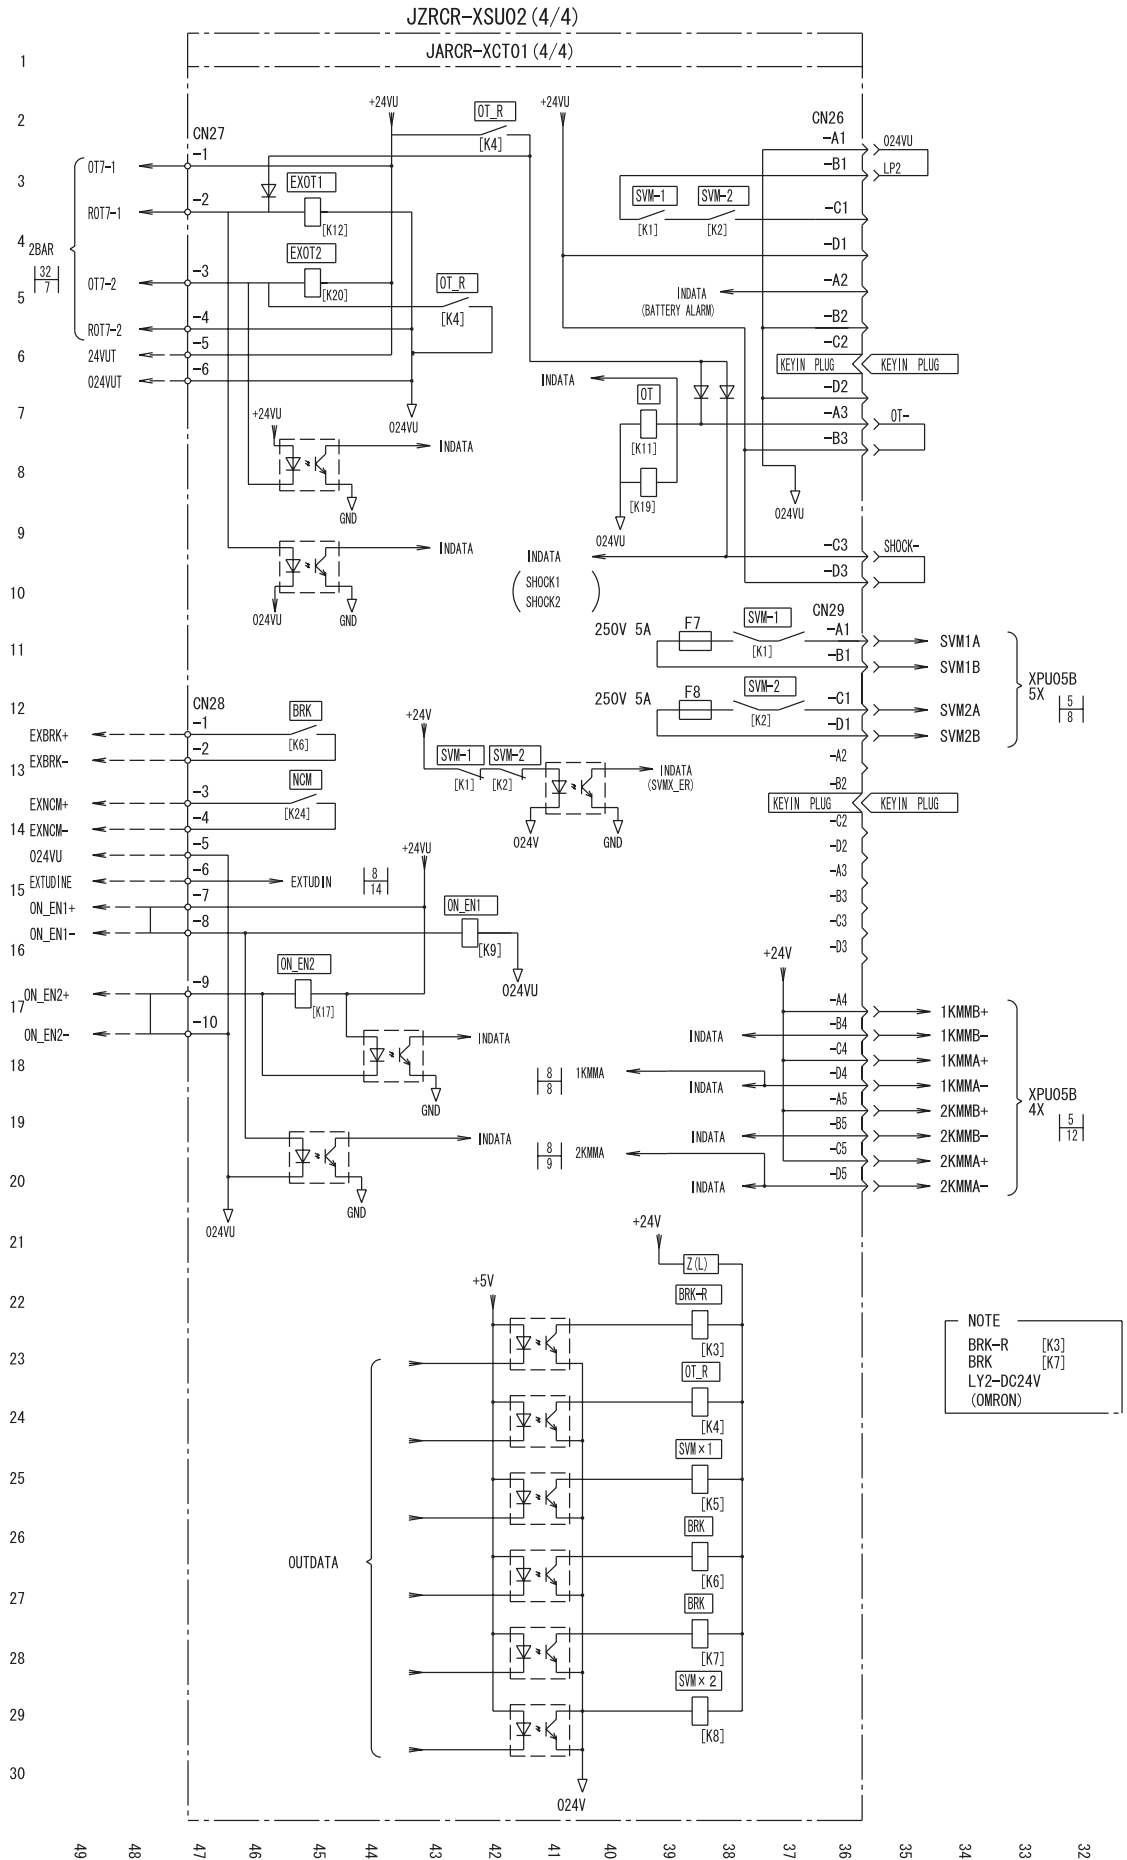 JZRCR-XSU02(4/4)
JARCR-XCT01(4/4)
1
2
3
4
5
6
7
8
9
10
11
12
13
14
15
16
17
18
19
20
21
22
23
24
25
26
27
28
29
30
CN27
-1
-2
-3
-4
-5
-6
2BAR
32
7
OT7-1
ROT7-1
OT7-2
ROT7-2
24VUT
024VUT
+24VU
OT_R
[K4]
EXOT1
[K12]
EXOT2
[K20]
OT_R
[K4]
024VU
+24VU
INDATA
GND
INDATA
024VU
GND
+24VU
CN26
-A1
024VU
-B1
LP2
SVM-1
[K1]
SVM-2
[K2]
-C1
-D1
-A2
INDATA
(BATTERY ALARM)
-B2
-C2
KEYIN PLUG
KEYIN PLUG
-D2
INDATA
OT
[K11]
[K19]
024VU
-A3
OT-
-B3
024VU
-C3
SHOCK-
-D3
INDATA
SHOCK1
SHOCK2
CN29
250V 5A
F7
SVM-1
[K1]
-A1
-B1
SVM1A
SVM1B
250V 5A
F8
SVM-2
[K2]
-C1
-D1
SVM2A
SVM2B
XPU05B
5X
5
8
-A2
-B2
KEYIN PLUG
KEYIN PLUG
-C2
-D2
-A3
-B3
-C3
-D3
CN28
-1
-2
-3
-4
-5
-6
-7
-8
-9
-10
EXBRK+
EXBRK-
EXNCM+
EXNCM-
024VU
EXTUDINE
ON_EN1+
ON_EN1-
ON_EN2+
ON_EN2-
BRK
[K6]
NCM
[K24]
EXTUDIN
8
14
+24V
SVM-1
[K1]
SVM-2
[K2]
INDATA
(SVMX_ER)
024V
GND
+24VU
ON_EN1
[K9]
024VU
ON_EN2
[K17]
INDATA
GND
INDATA
GND
024VU
+24V
-A4
1KMMB+
-B4
1KMMB-
INDATA
-C4
1KMMA+
-D4
1KMMA-
8
8
1KMMA
INDATA
-A5
2KMMB+
-B5
2KMMB-
INDATA
-C5
2KMMA+
-D5
2KMMA-
8
9
2KMMA
INDATA
XPU05B
4X
5
12
+24V
Z(L)
+5V
BRK-R
[K3]
OT_R
[K4]
SVM×1
[K5]
BRK
[K6]
BRK
[K7]
SVM×2
[K8]
OUTDATA
024V
NOTE
BRK-R [K3]
BRK [K7]
LY2-DC24V
(OMRON)
49 48 47 46 45 44 43 42 41 40 39 38 37 36 35 34 33 32